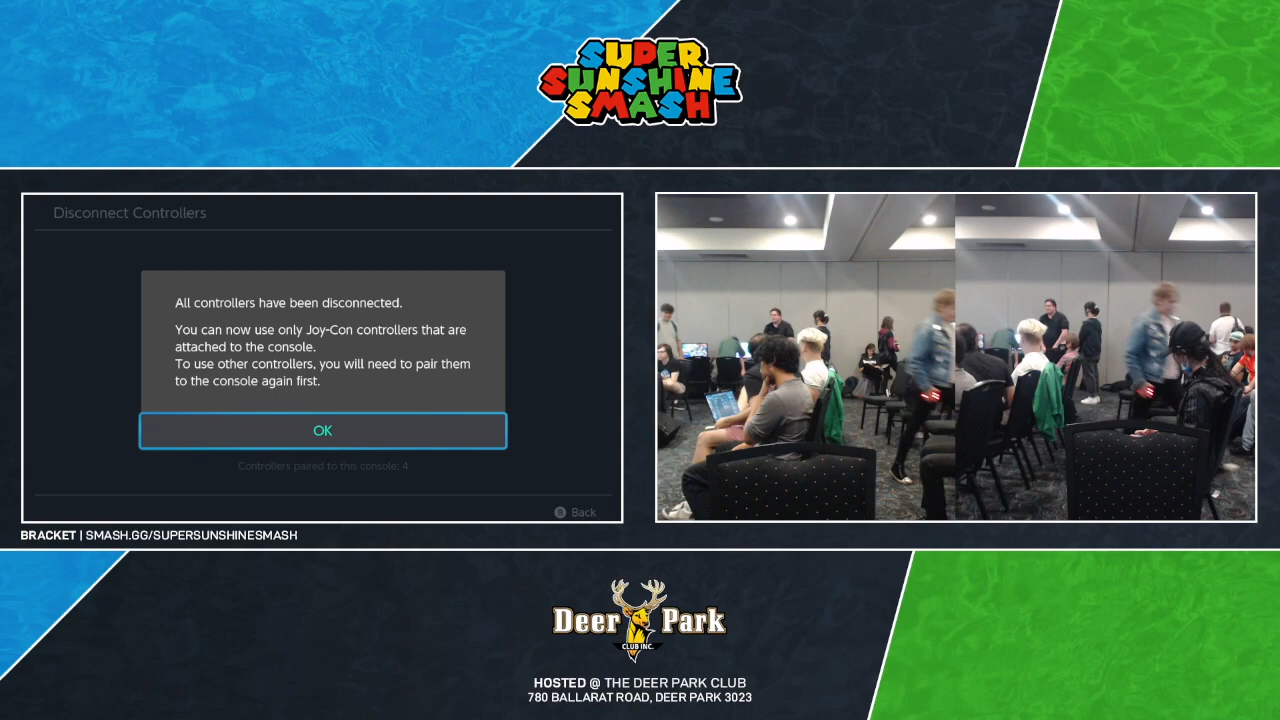 SUPER
SUNSHINE
SMASH
Disconnect Controllers
All controllers have been disconnected.
You can now use only Joy-Con controllers that are
attached to the console.
To use other controllers, you will need to pair them
to the console again first.
OK
Controllers paired to this console: 4
B Back
BRACKET | SMASH.GG/SUPERSUNSHINESMASH
Deer Park
CLUB INC.
HOSTED @ THE DEER PARK CLUB
780 BALLARAT ROAD, DEER PARK 3023